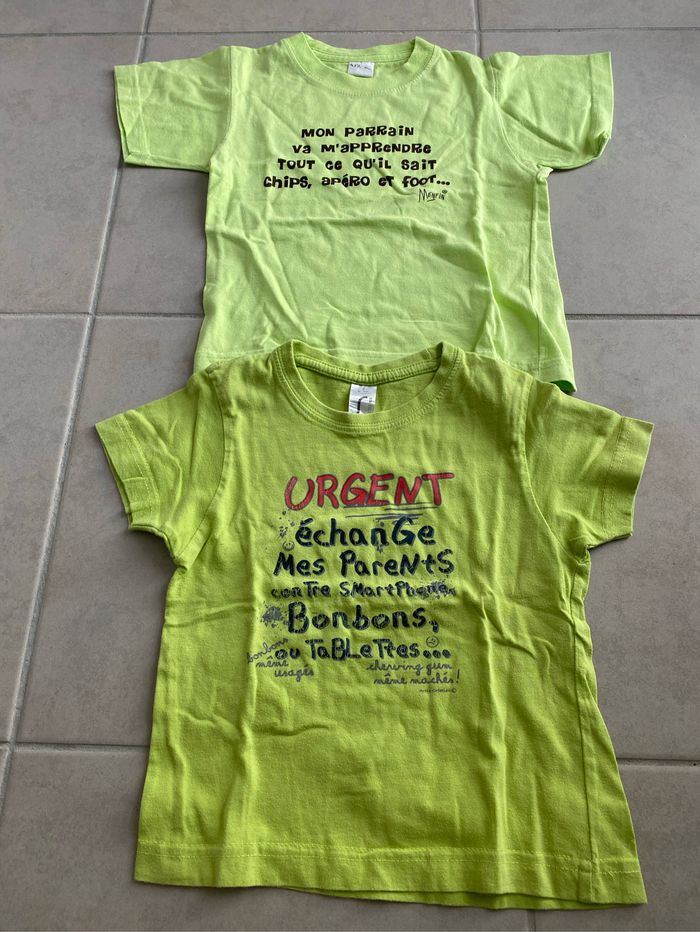 MON PARRAIN
VA M'APPRENDRE
TOUT CE QU'IL SAIT
CHIPS, APÉRO ET FOOT...
URGENT
échanGe
Mes PareNtS
conTre SMartPhones,
Bonbons,
ou TaBLeTtes...
bonbons
même
usagés
chewing gum
même machés!